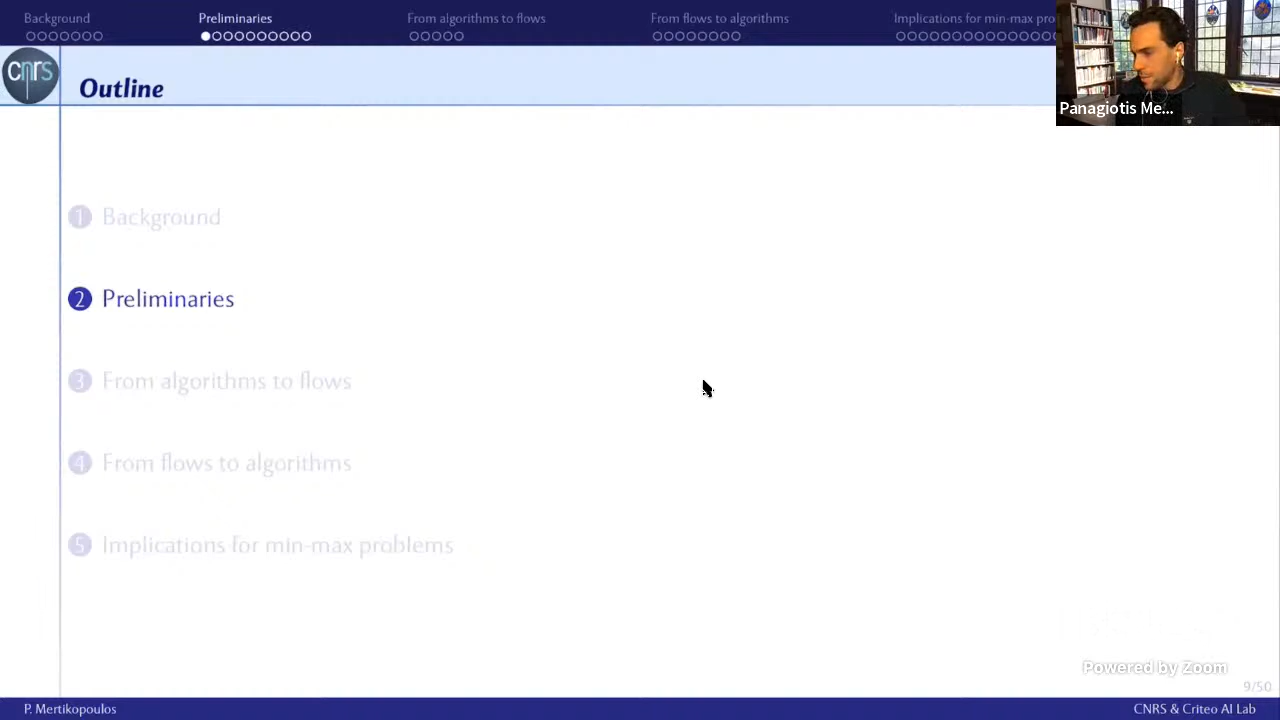 Background
Preliminaries
From algorithms to flows
From flows to algorithms
Implications for min-max pro
cnrs
Outline
Panagiotis Me...
1 Background
2 Preliminaries
3 From algorithms to flows
4 From flows to algorithms
5 Implications for min-max problems
Powered by Zoom
9/50
P. Mertikopoulos
CNRS & Criteo AI Lab